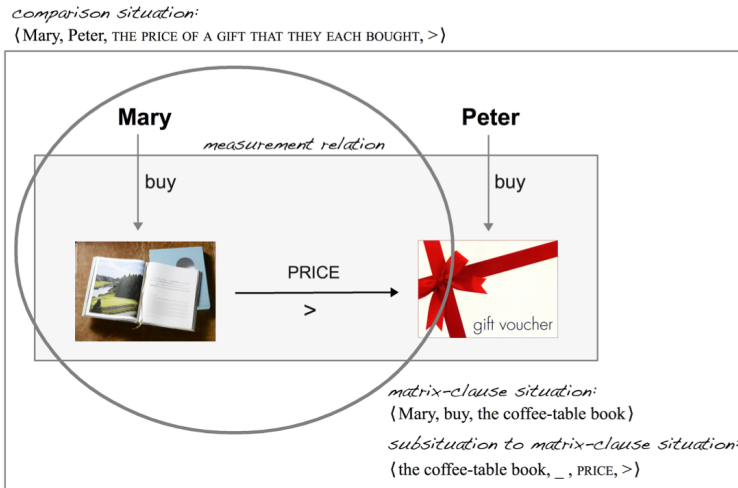 comparison situation:
⟨Mary, Peter, THE PRICE OF A GIFT THAT THEY EACH BOUGHT, >⟩
Mary
Peter
measurement relation
buy
buy
PRICE
>
gift voucher
matrix-clause situation:
⟨Mary, buy, the coffee-table book⟩
subsituation to matrix-clause situation:
⟨the coffee-table book, _ , PRICE, >⟩